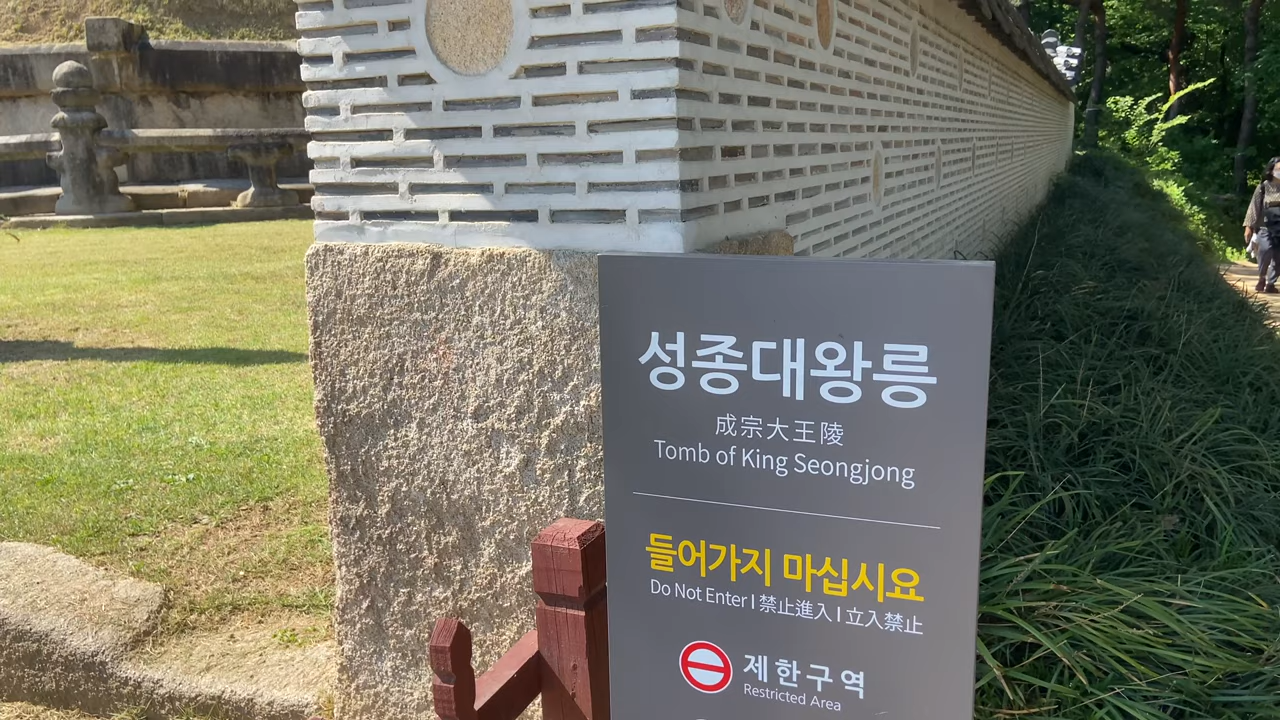 성종대왕릉
成宗大王陵
Tomb of King Seongjong
들어가지 마십시요
Do Not Enter I 禁止進入 I 立入禁止
제한구역
Restricted Area